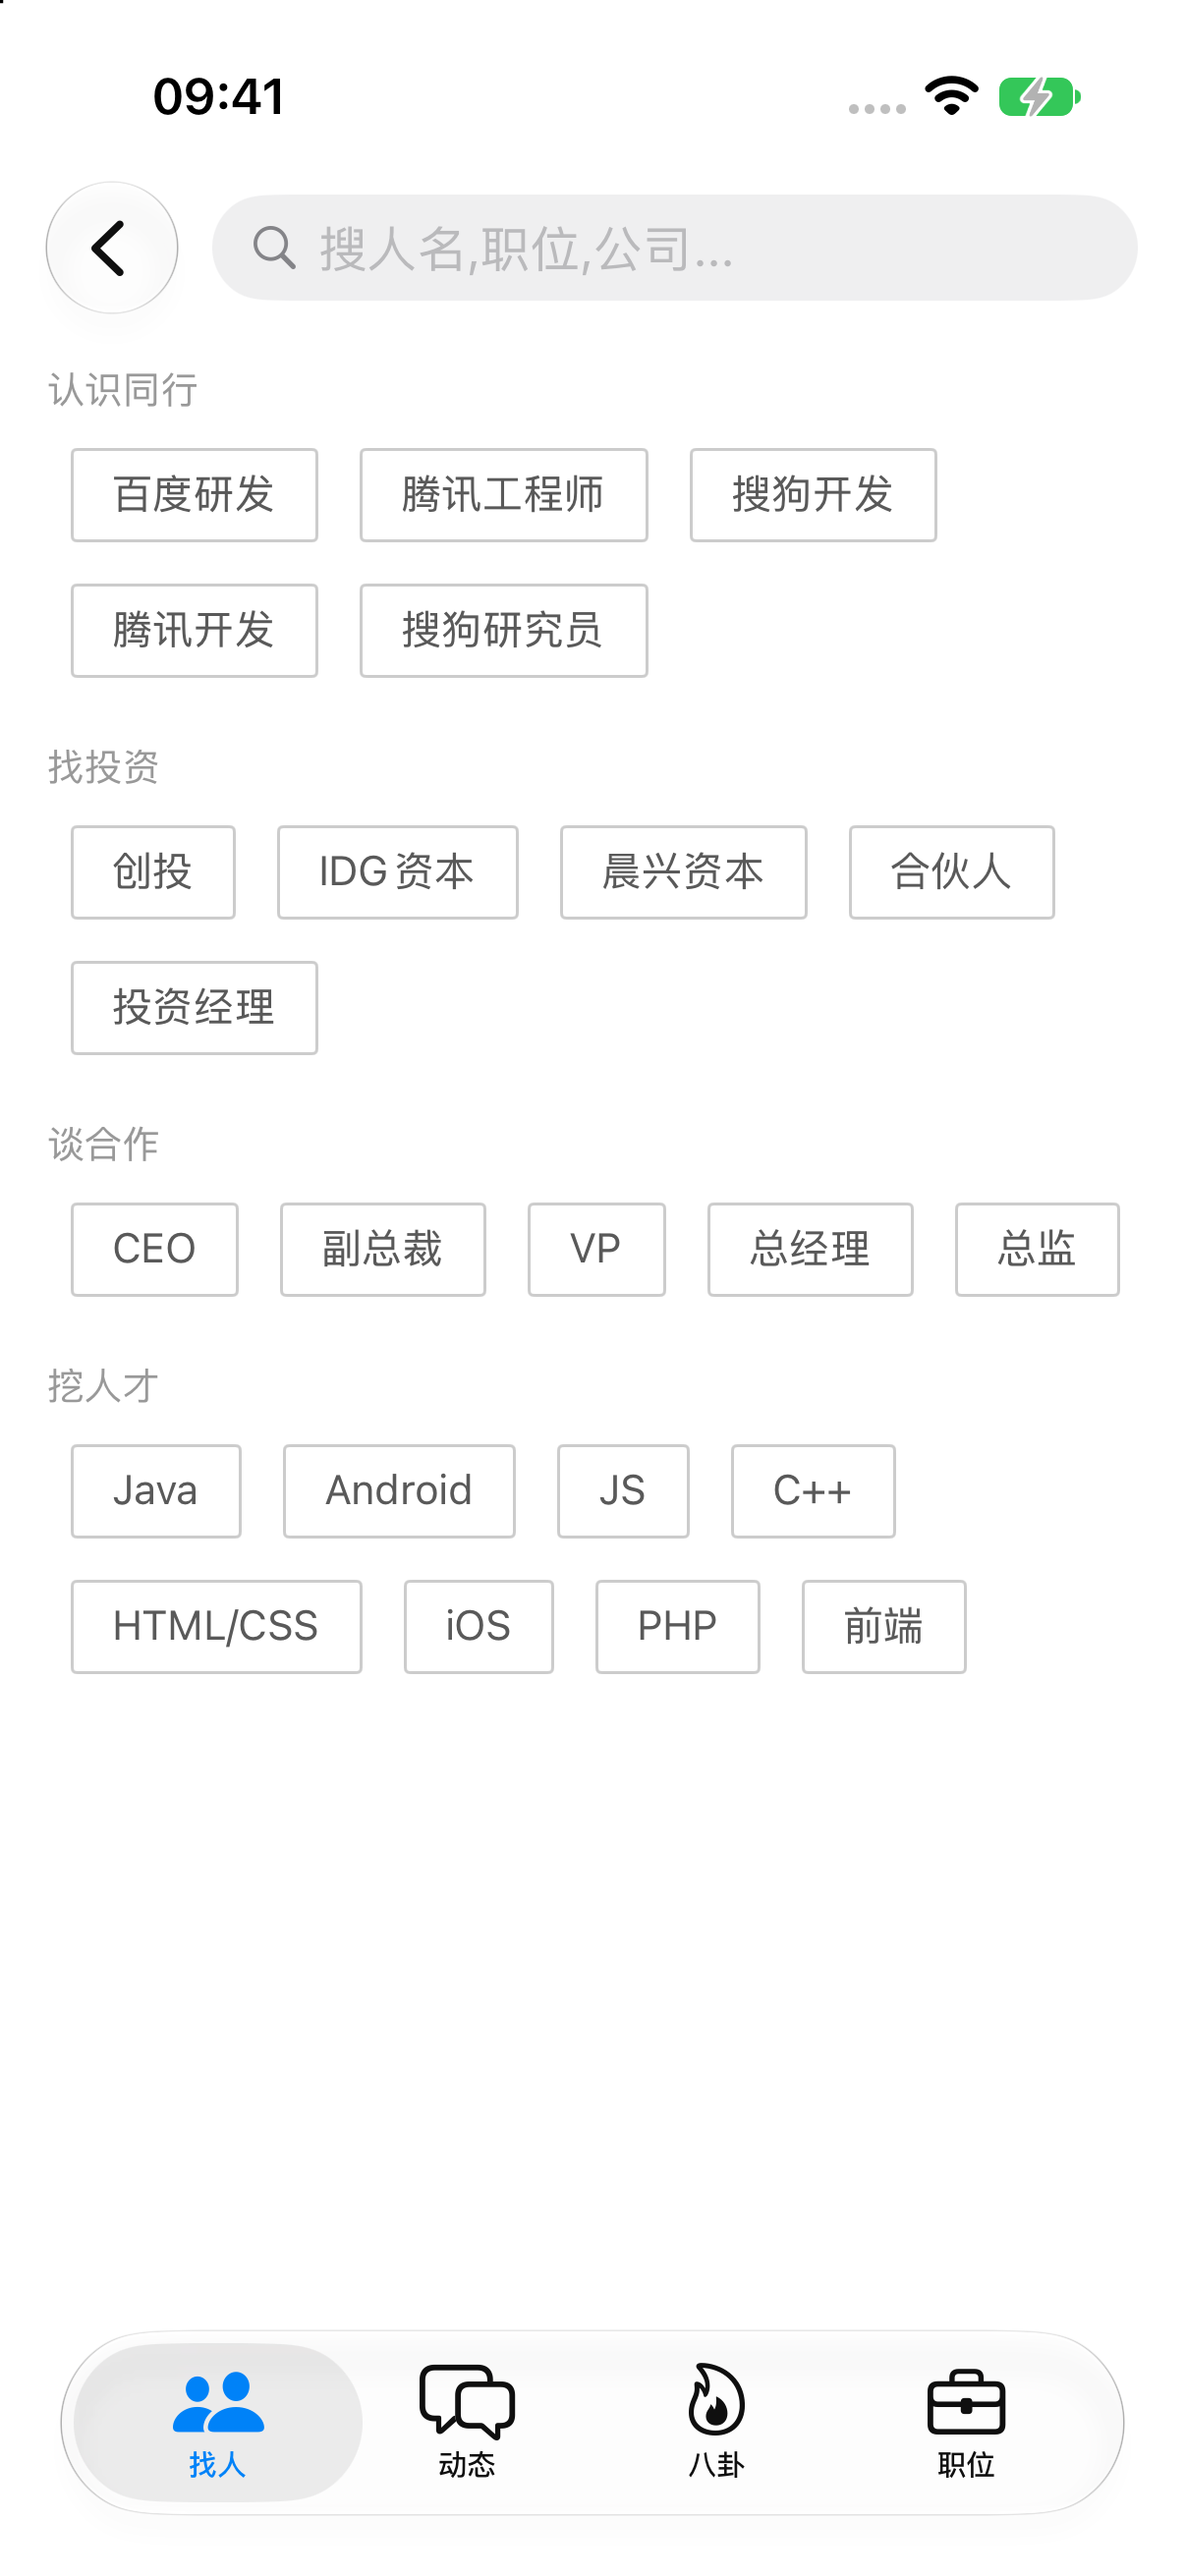 09:41
搜人名,职位,公司...
认识同行
百度研发 腾讯工程师 搜狗开发
腾讯开发 搜狗研究员
找投资
创投 IDG资本 晨兴资本 合伙人
投资经理
谈合作
CEO 副总裁 VP 总经理 总监
挖人才
Java Android JS C++
HTML/CSS iOS PHP 前端
找人 动态 八卦 职位